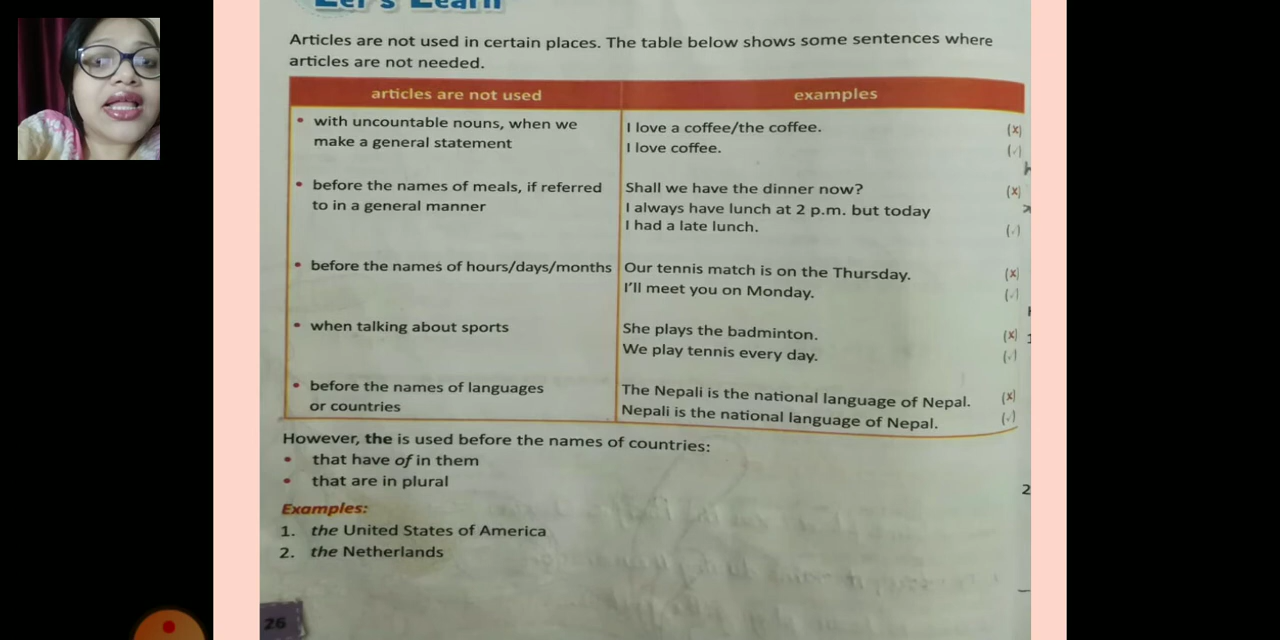 Let's Learn
Articles are not used in certain places. The table below shows some sentences where
articles are not needed.
articles are not used
examples
• with uncountable nouns, when we
make a general statement
I love a coffee/the coffee. (x)
I love coffee. (✓)
• before the names of meals, if referred
to in a general manner
Shall we have the dinner now? (x)
I always have lunch at 2 p.m. but today
I had a late lunch. (✓)
• before the names of hours/days/months
Our tennis match is on the Thursday. (x)
I'll meet you on Monday. (✓)
• when talking about sports
She plays the badminton. (x)
We play tennis every day. (✓)
• before the names of languages
or countries
The Nepali is the national language of Nepal. (x)
Nepali is the national language of Nepal. (✓)
However, the is used before the names of countries:
• that have of in them
• that are in plural
Examples:
1. the United States of America
2. the Netherlands
2
26